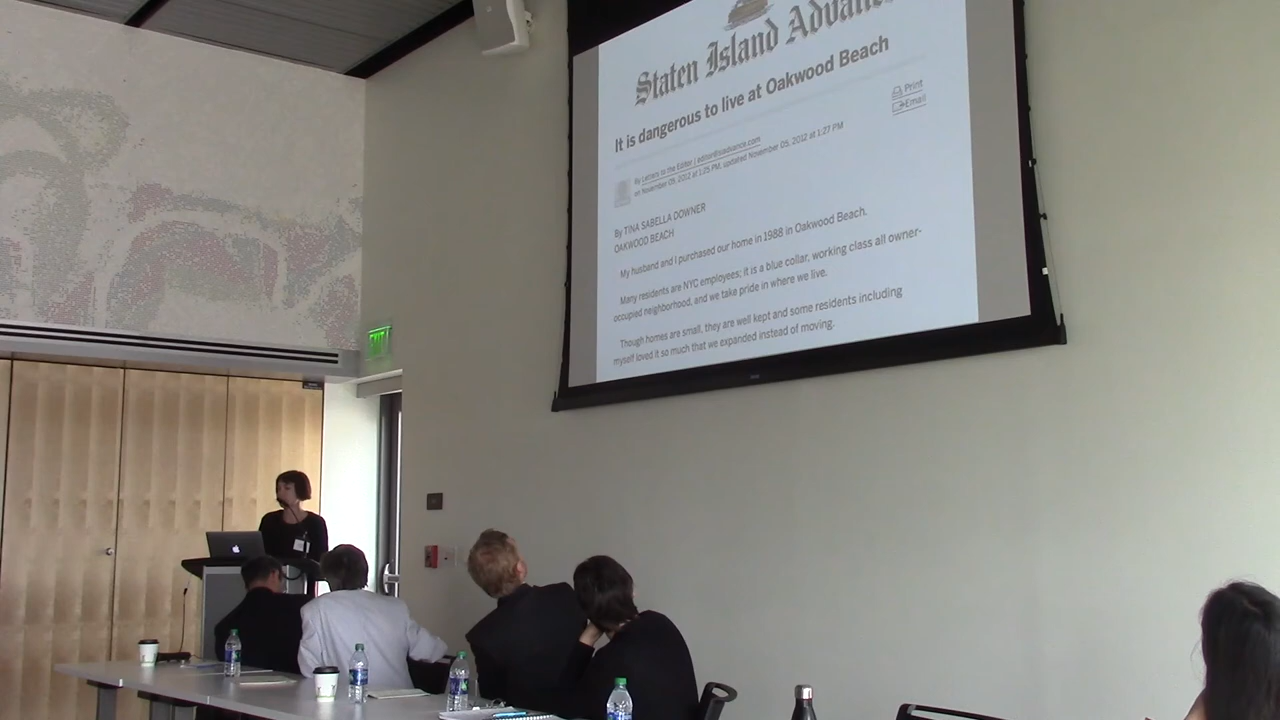 Staten Island Advance
It is dangerous to live at Oakwood Beach
Print
Email
By Letters to the Editor | editor@siadvance.com
on November 05, 2012 at 1:25 PM, updated November 05, 2012 at 1:27 PM
By TINA SABELLA DOWNER
OAKWOOD BEACH
My husband and I purchased our home in 1988 in Oakwood Beach.
Many residents are NYC employees; it is a blue collar, working class all owner-
occupied neighborhood, and we take pride in where we live.
Though homes are small, they are well kept and some residents including
myself loved it so much that we expanded instead of moving.
EXIT